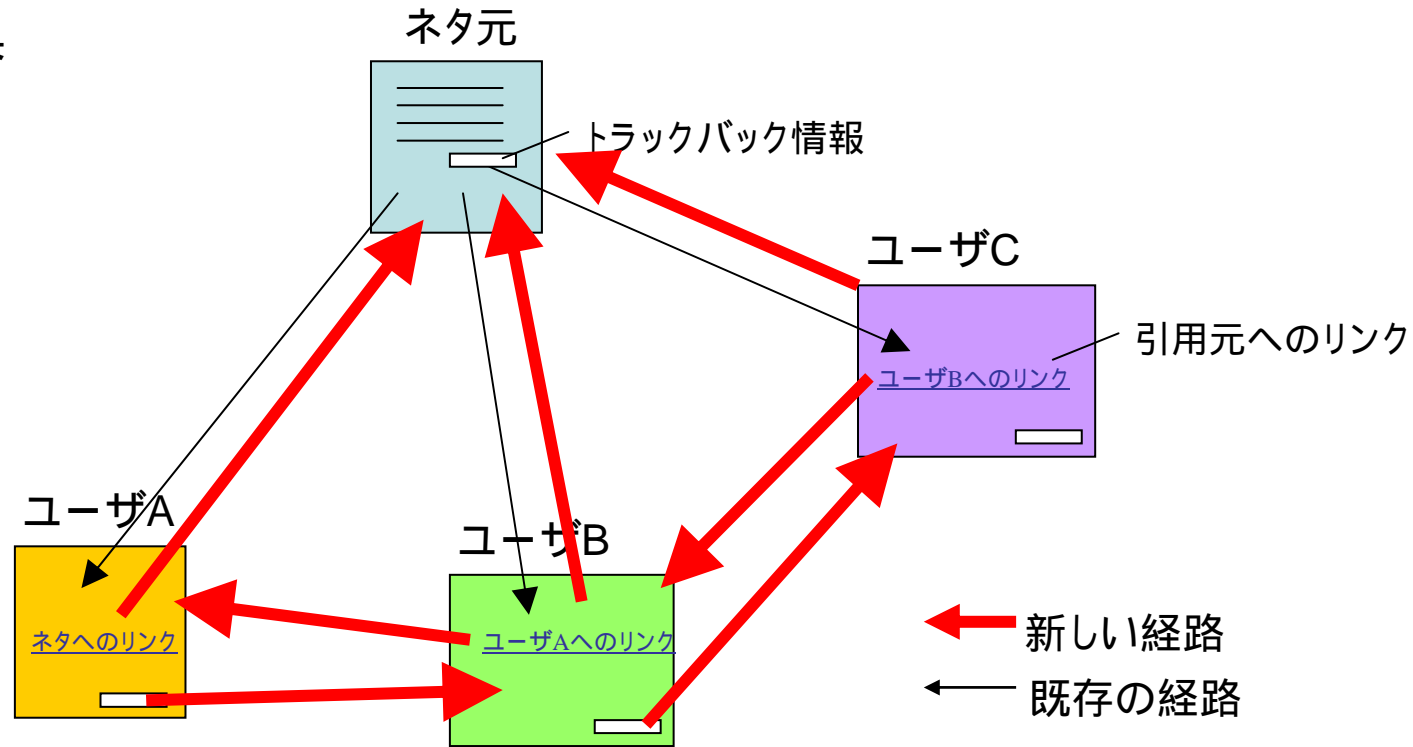 ネタ元
トラックバック情報
ユーザC
引用元へのリンク
ユーザBへのリンク
ユーザA
ユーザB
ネタへのリンク
ユーザAへのリンク
新しい経路
既存の経路